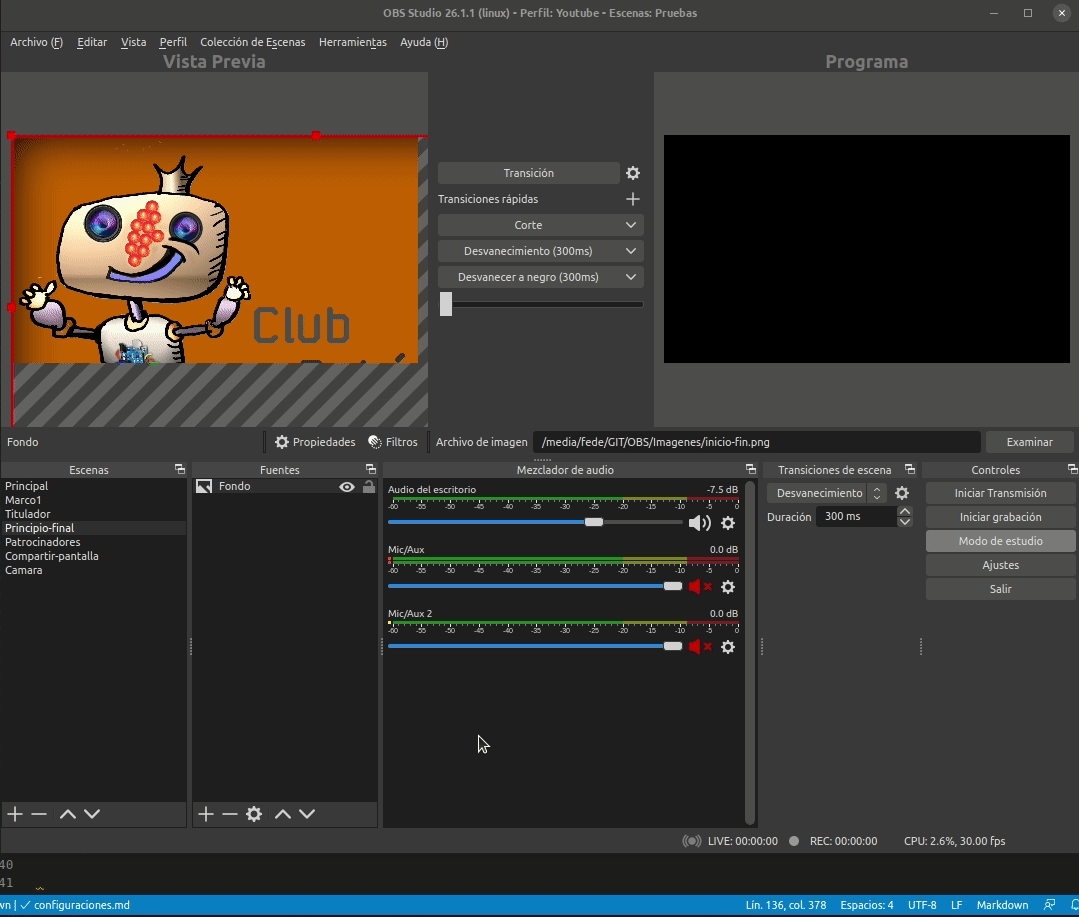 OBS Studio 26.1.1 (linux) - Perfil: Youtube - Escenas: Pruebas
Archivo (F) Editar Vista Perfil Colección de Escenas Herramientas Ayuda (H)
Vista Previa
Programa
Club
Transición
Transiciones rápidas
Corte
Desvanecimiento (300ms)
Desvanecer a negro (300ms)
Fondo
Propiedades
Filtros
Archivo de imagen
/media/fede/GIT/OBS/Imagenes/inicio-fin.png
Examinar
Escenas
Principal
Marco1
Titulador
Principio-final
Patrocinadores
Compartir-pantalla
Camara
Fuentes
Fondo
Mezclador de audio
Audio del escritorio -7.5 dB
-60 -55 -50 -45 -40 -35 -30 -25 -20 -15 -10 -5 0
Mic/Aux 0.0 dB
-60 -55 -50 -45 -40 -35 -30 -25 -20 -15 -10 -5 0
Mic/Aux 2 0.0 dB
-60 -55 -50 -45 -40 -35 -30 -25 -20 -15 -10 -5 0
Transiciones de escena
Desvanecimiento
Duración 300 ms
Controles
Iniciar Transmisión
Iniciar grabación
Modo de estudio
Ajustes
Salir
LIVE: 00:00:00 REC: 00:00:00 CPU: 2.6%, 30.00 fps
40
41
wn | ✓ configuraciones.md Lín. 136, col. 378 Espacios: 4 UTF-8 LF Markdown